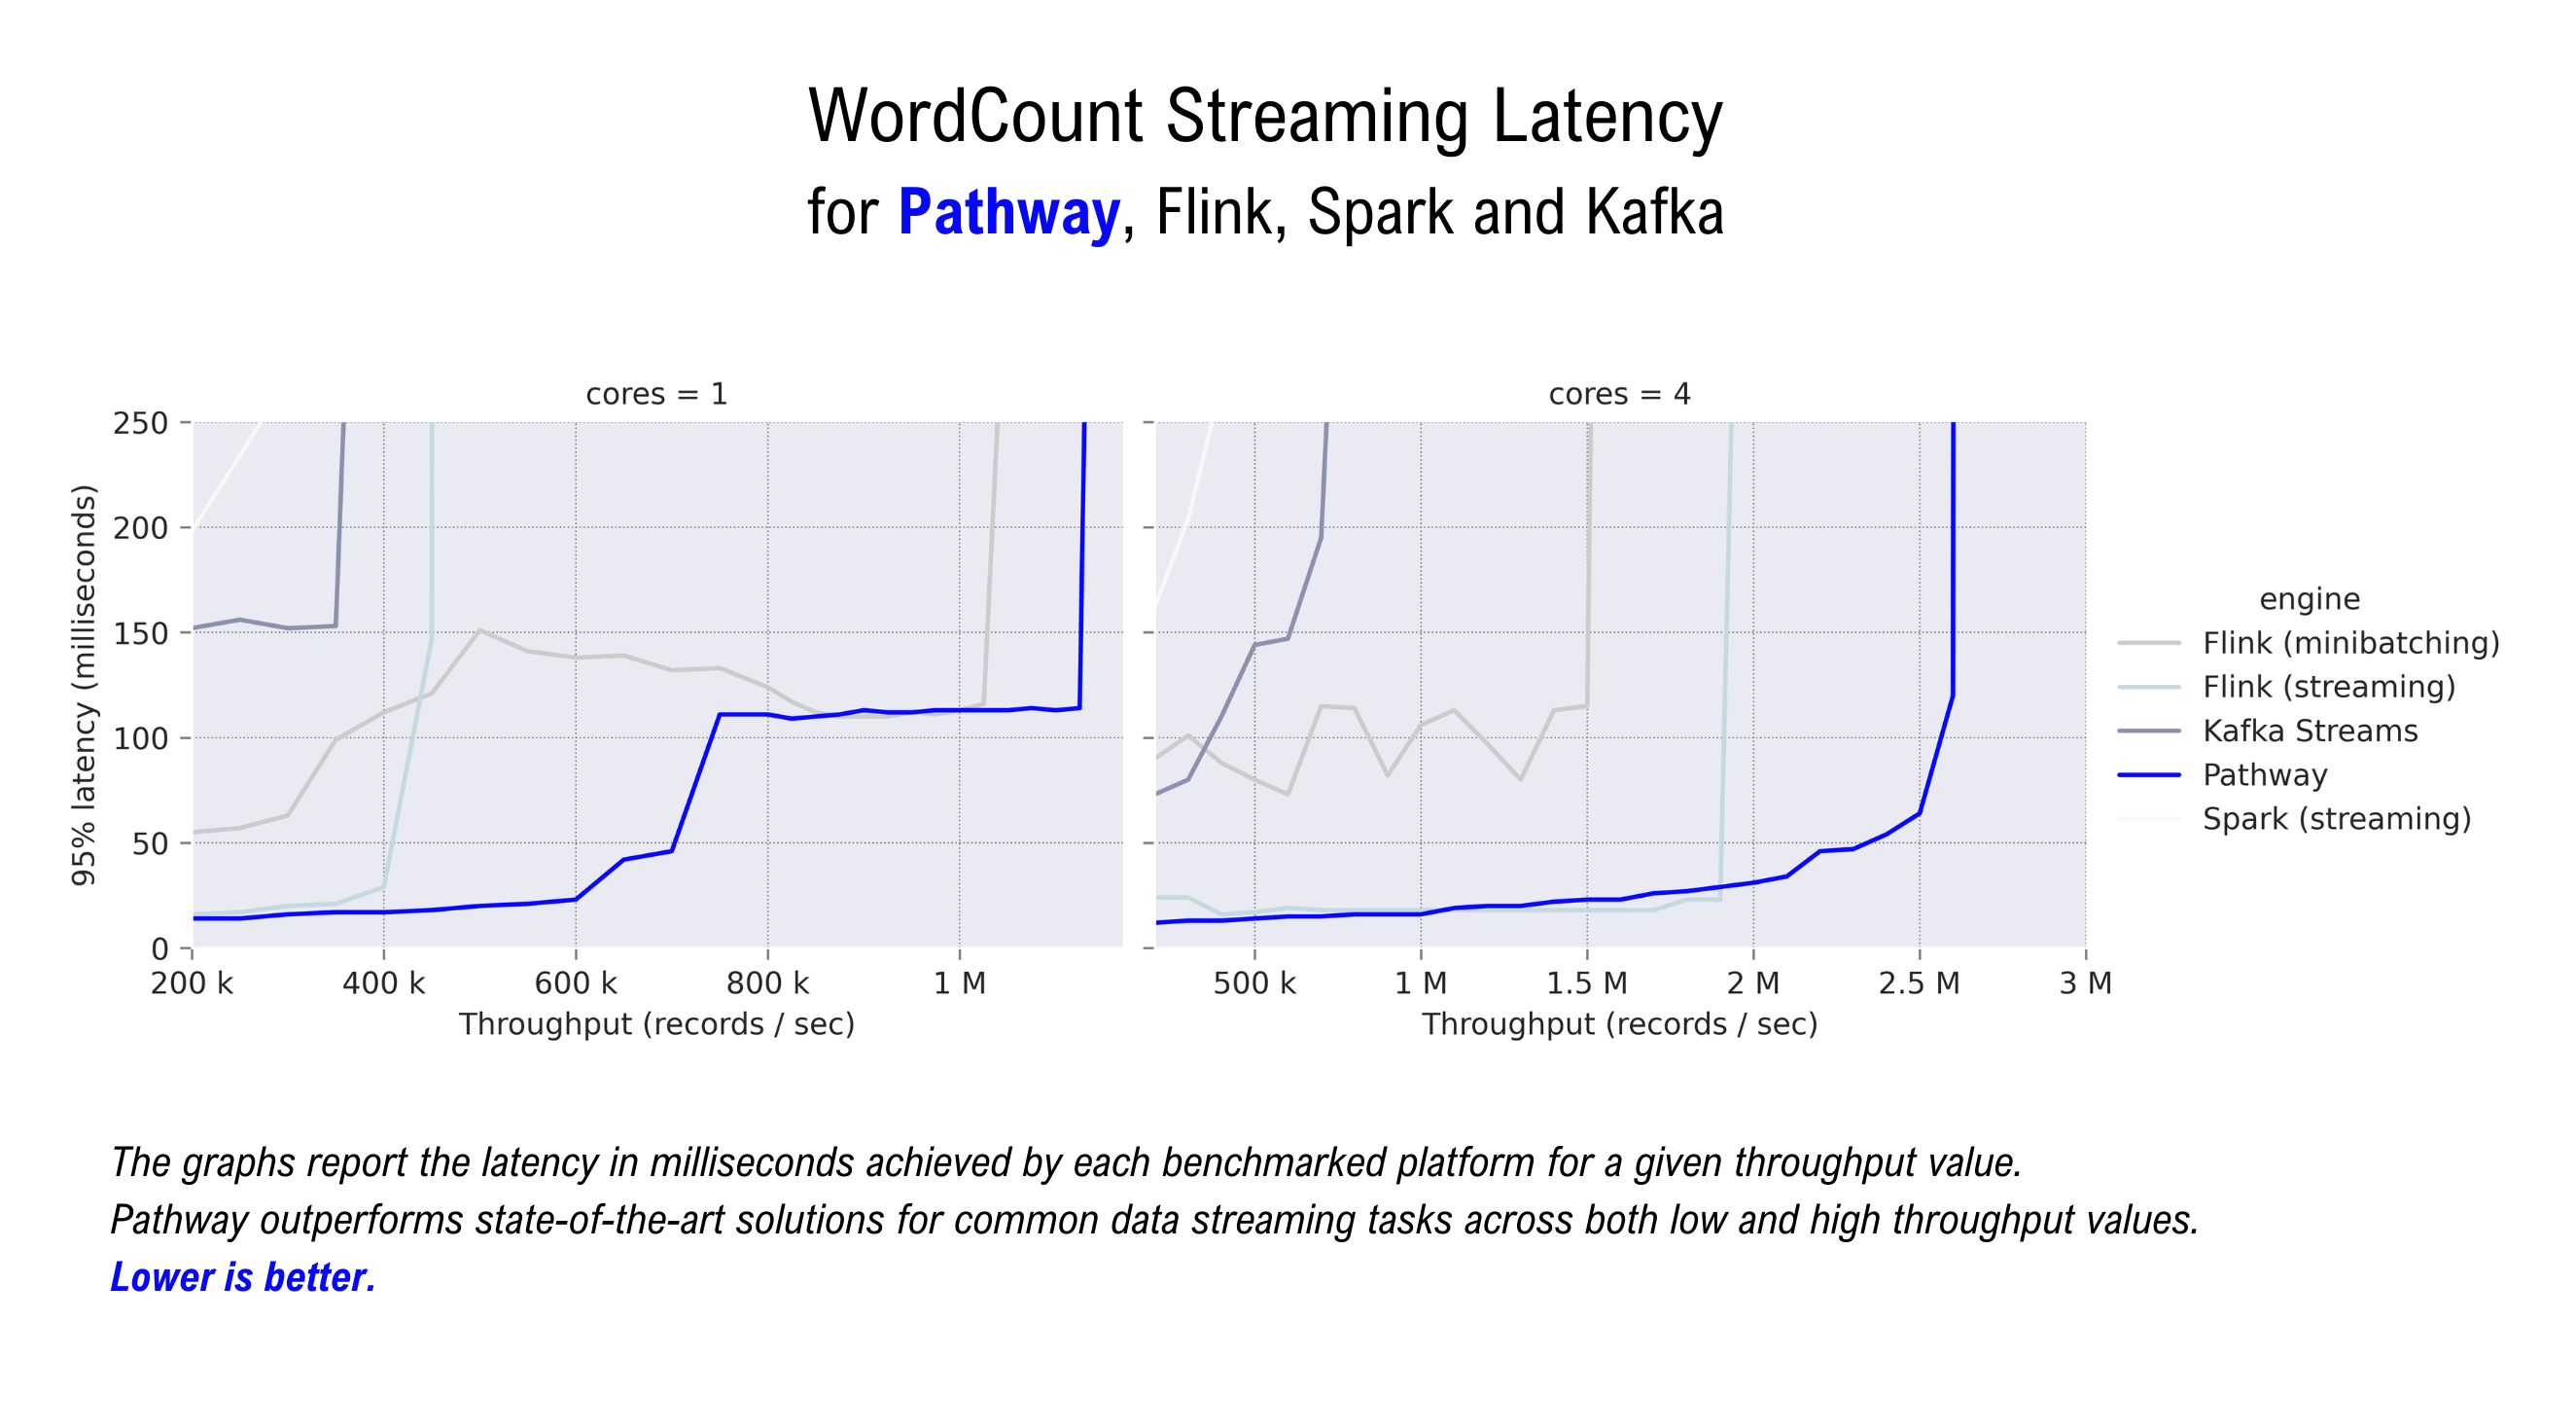 WordCount Streaming Latency
for Pathway, Flink, Spark and Kafka
cores = 1
cores = 4
250
200
150
100
50
0
95% latency (milliseconds)
200 k 400 k 600 k 800 k 1 M
500 k 1 M 1.5 M 2 M 2.5 M 3 M
Throughput (records / sec)
Throughput (records / sec)
engine
Flink (minibatching)
Flink (streaming)
Kafka Streams
Pathway
Spark (streaming)
The graphs report the latency in milliseconds achieved by each benchmarked platform for a given throughput value.
Pathway outperforms state-of-the-art solutions for common data streaming tasks across both low and high throughput values.
Lower is better.